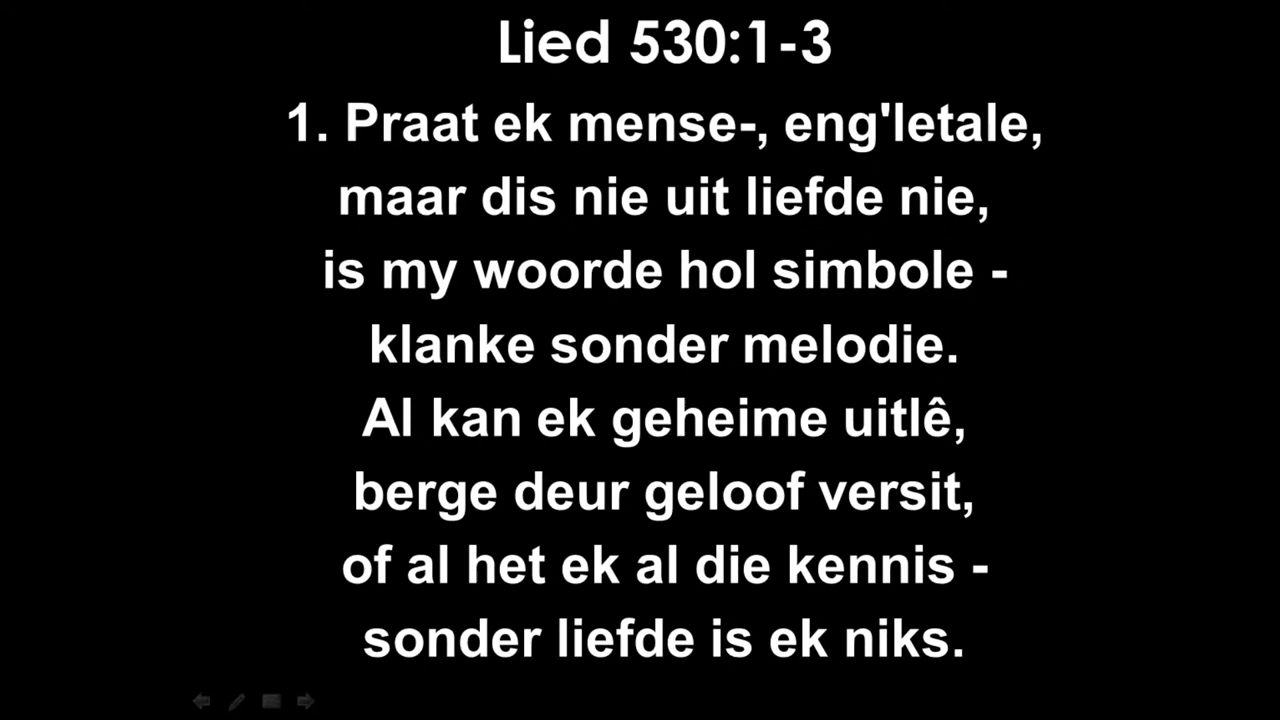 Lied 530:1-3
1. Praat ek mense-, eng'letale,
maar dis nie uit liefde nie,
is my woorde hol simbole -
klanke sonder melodie.
Al kan ek geheime uitlê,
berge deur geloof versit,
of al het ek al die kennis -
sonder liefde is ek niks.